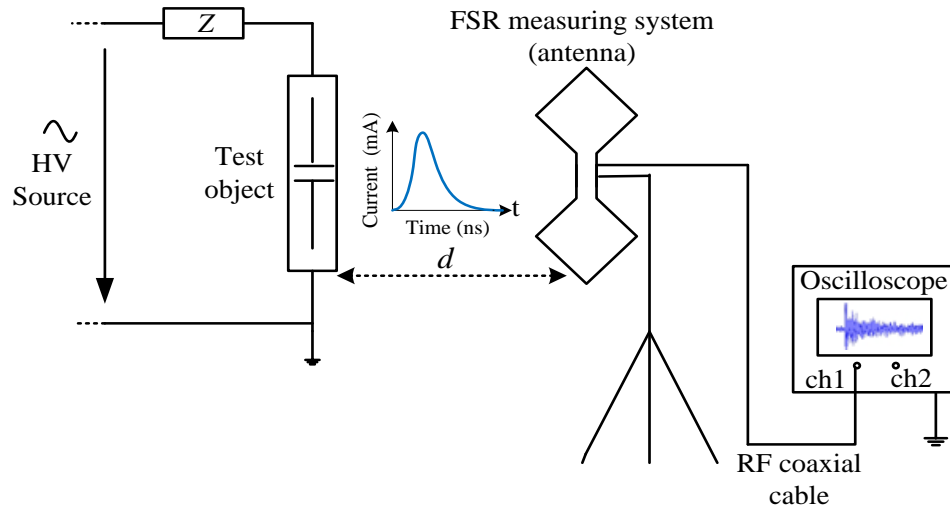 Z
FSR measuring system
(antenna)
HV
Source
Test
object
Current (mA)
t
Time (ns)
d
Oscilloscope
ch1
ch2
RF coaxial
cable